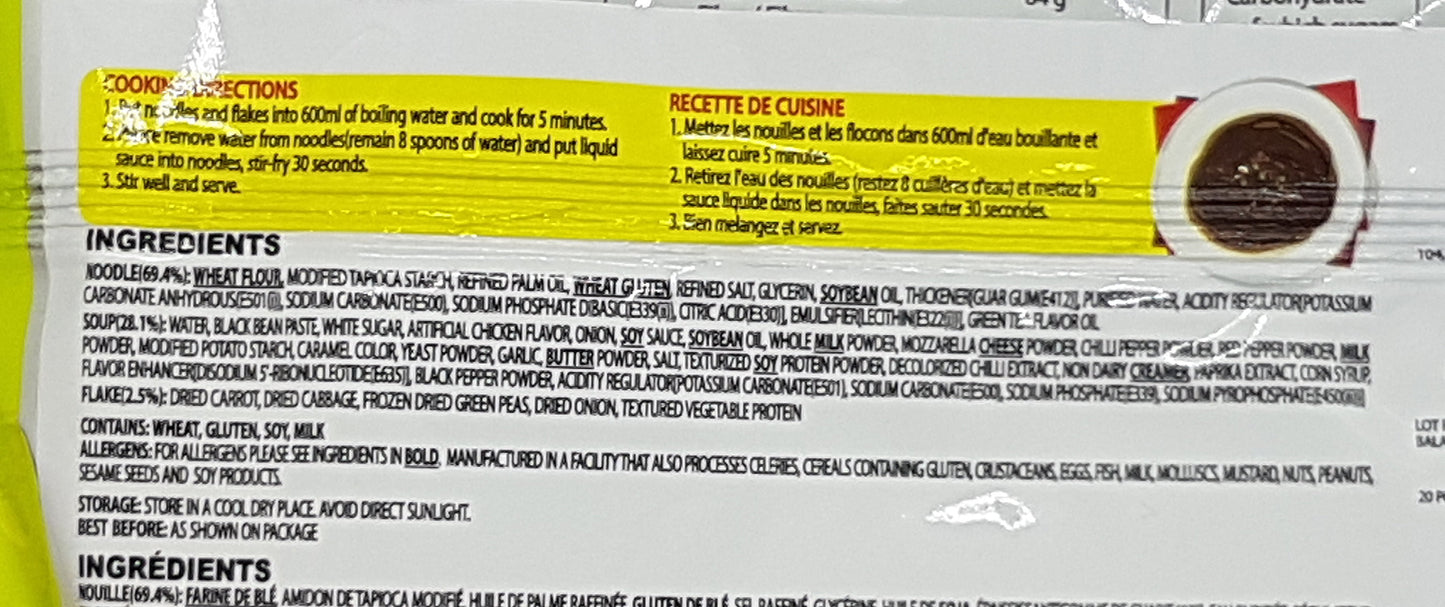 COOKING DIRECTIONS
1. Put noodles and flakes into 600ml of boiling water and cook for 5 minutes.
2. remove water from noodles(remain 8 spoons of water) and put liquid
sauce into noodles, stir-fry 30 seconds.
3. Stir well and serve.
RECETTE DE CUISINE
1. Mettez les nouilles et les flocons dans 600ml d'eau bouillante et
laissez cuire 5 minutes.
2. Retirez l'eau des nouilles (restez 8 cuillères d'eau) et mettez la
sauce liquide dans les nouilles, faites sauter 30 secondes.
3. Bien melangez et servez.
INGREDIENTS
NOODLE(69.4%): WHEAT FLOUR, MODIFIED TAPIOCA STARCH, REFINED PALM OIL, WHEAT GLUTEN, REFINED SALT, GLYCERIN, SOYBEAN OIL, THICKENER[GUAR GUM(E412)], PURIFIED WATER, ACIDITY REGULATOR[POTASSIUM
CARBONATE ANHYDROUS(E501(i)), SODIUM CARBONATE(E500), SODIUM PHOSPHATE DIBASIC(E339(ii)), CITRIC ACID(E330)], EMULSIFIER[LECITHIN(E322(i))], GREEN TEA FLAVOR OIL
SOUP(28.1%): WATER, BLACK BEAN PASTE, WHITE SUGAR, ARTIFICIAL CHICKEN FLAVOR, ONION, SOY SAUCE, SOYBEAN OIL, WHOLE MILK POWDER, MOZZARELLA CHEESE POWDER, CHILLI PEPPER POWDER, RED PEPPER POWDER, MILK
POWDER, MODIFIED POTATO STARCH, CARAMEL COLOR, YEAST POWDER, GARLIC, BUTTER POWDER, SALT, TEXTURIZED SOY PROTEIN POWDER, DECOLORIZED CHILLI EXTRACT, NON DAIRY CREAMER, PAPRIKA EXTRACT, CORN SYRUP,
FLAVOR ENHANCER[DISODIUM 5'-RIBONUCLEOTIDE(E635)], BLACK PEPPER POWDER, ACIDITY REGULATOR[POTASSIUM CARBONATE(E501), SODIUM CARBONATE(E500), SODIUM PHOSPHATE(E339), SODIUM PYROPHOSPHATE(E450(iii))]
FLAKE(2.5%): DRIED CARROT, DRIED CABBAGE, FROZEN DRIED GREEN PEAS, DRIED ONION, TEXTURED VEGETABLE PROTEIN
CONTAINS: WHEAT, GLUTEN, SOY, MILK
ALLERGENS: FOR ALLERGENS PLEASE SEE INGREDIENTS IN BOLD. MANUFACTURED IN A FACILITY THAT ALSO PROCESSES CELERIES, CEREALS CONTAINING GLUTEN, CRUSTACEANS, EGGS, FISH, MILK, MOLLUSCS, MUSTARD, NUTS, PEANUTS,
SESAME SEEDS AND SOY PRODUCTS.
STORAGE: STORE IN A COOL DRY PLACE. AVOID DIRECT SUNLIGHT.
BEST BEFORE: AS SHOWN ON PACKAGE
INGRÉDIENTS
NOUILLE(69.4%): FARINE DE BLÉ, AMIDON DE TAPIOCA MODIFIÉ, HUILE DE PALME RAFFINÉE, GLUTEN DE BLÉ, SEL RAFFINÉ,
LOT
20